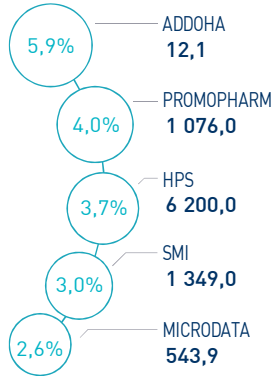 5,9%
ADDOHA
12,1
4,0%
PROMOPHARM
1 076,0
3,7%
HPS
6 200,0
3,0%
SMI
1 349,0
2,6%
MICRODATA
543,9